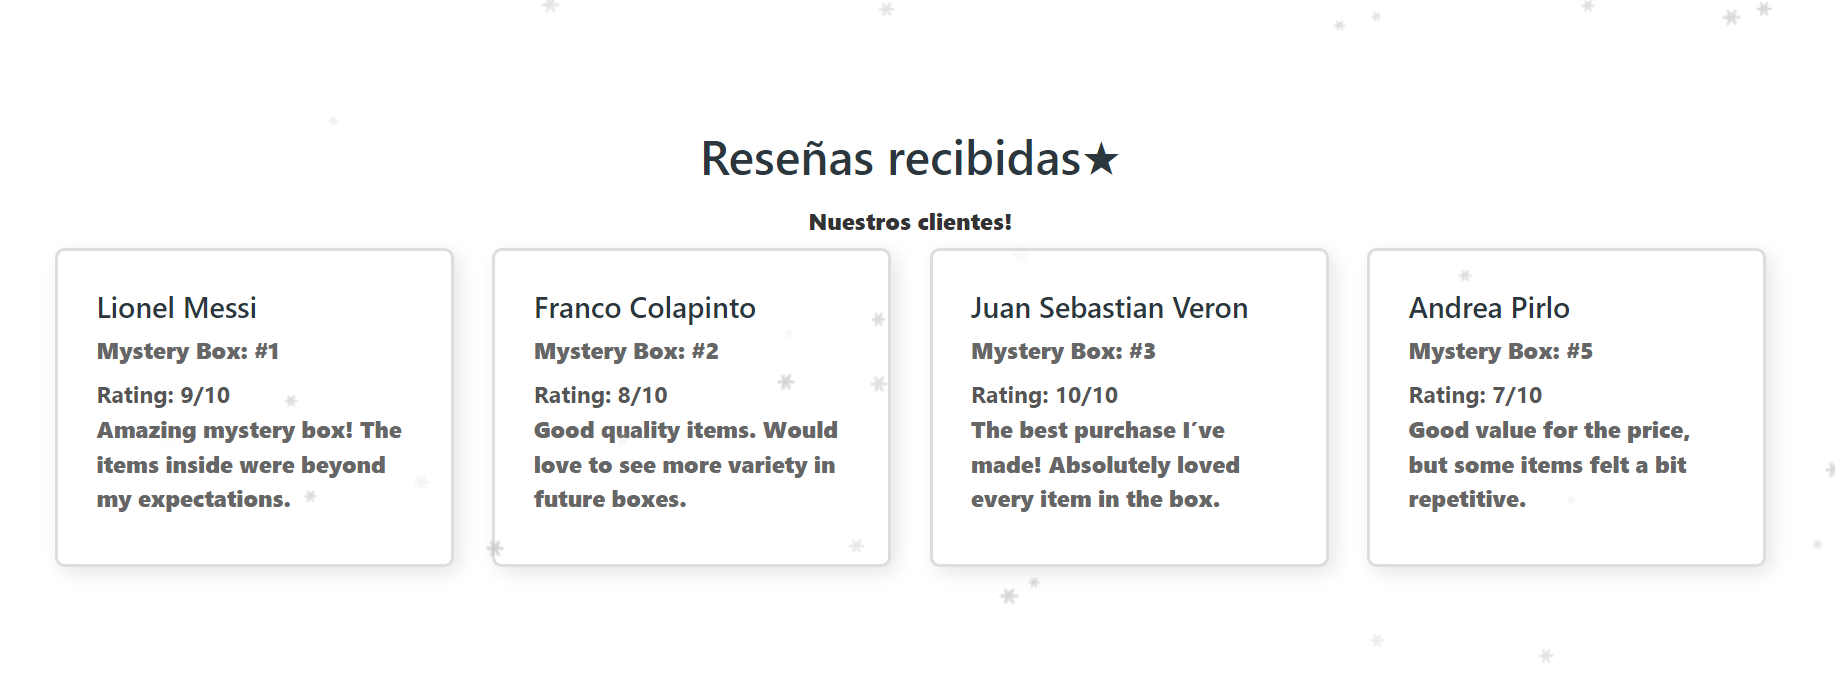 Reseñas recibidas★
Nuestros clientes!
Lionel Messi
Mystery Box: #1
Rating: 9/10
Amazing mystery box! The
items inside were beyond
my expectations.
Franco Colapinto
Mystery Box: #2
Rating: 8/10
Good quality items. Would
love to see more variety in
future boxes.
Juan Sebastian Veron
Mystery Box: #3
Rating: 10/10
The best purchase I´ve
made! Absolutely loved
every item in the box.
Andrea Pirlo
Mystery Box: #5
Rating: 7/10
Good value for the price,
but some items felt a bit
repetitive.